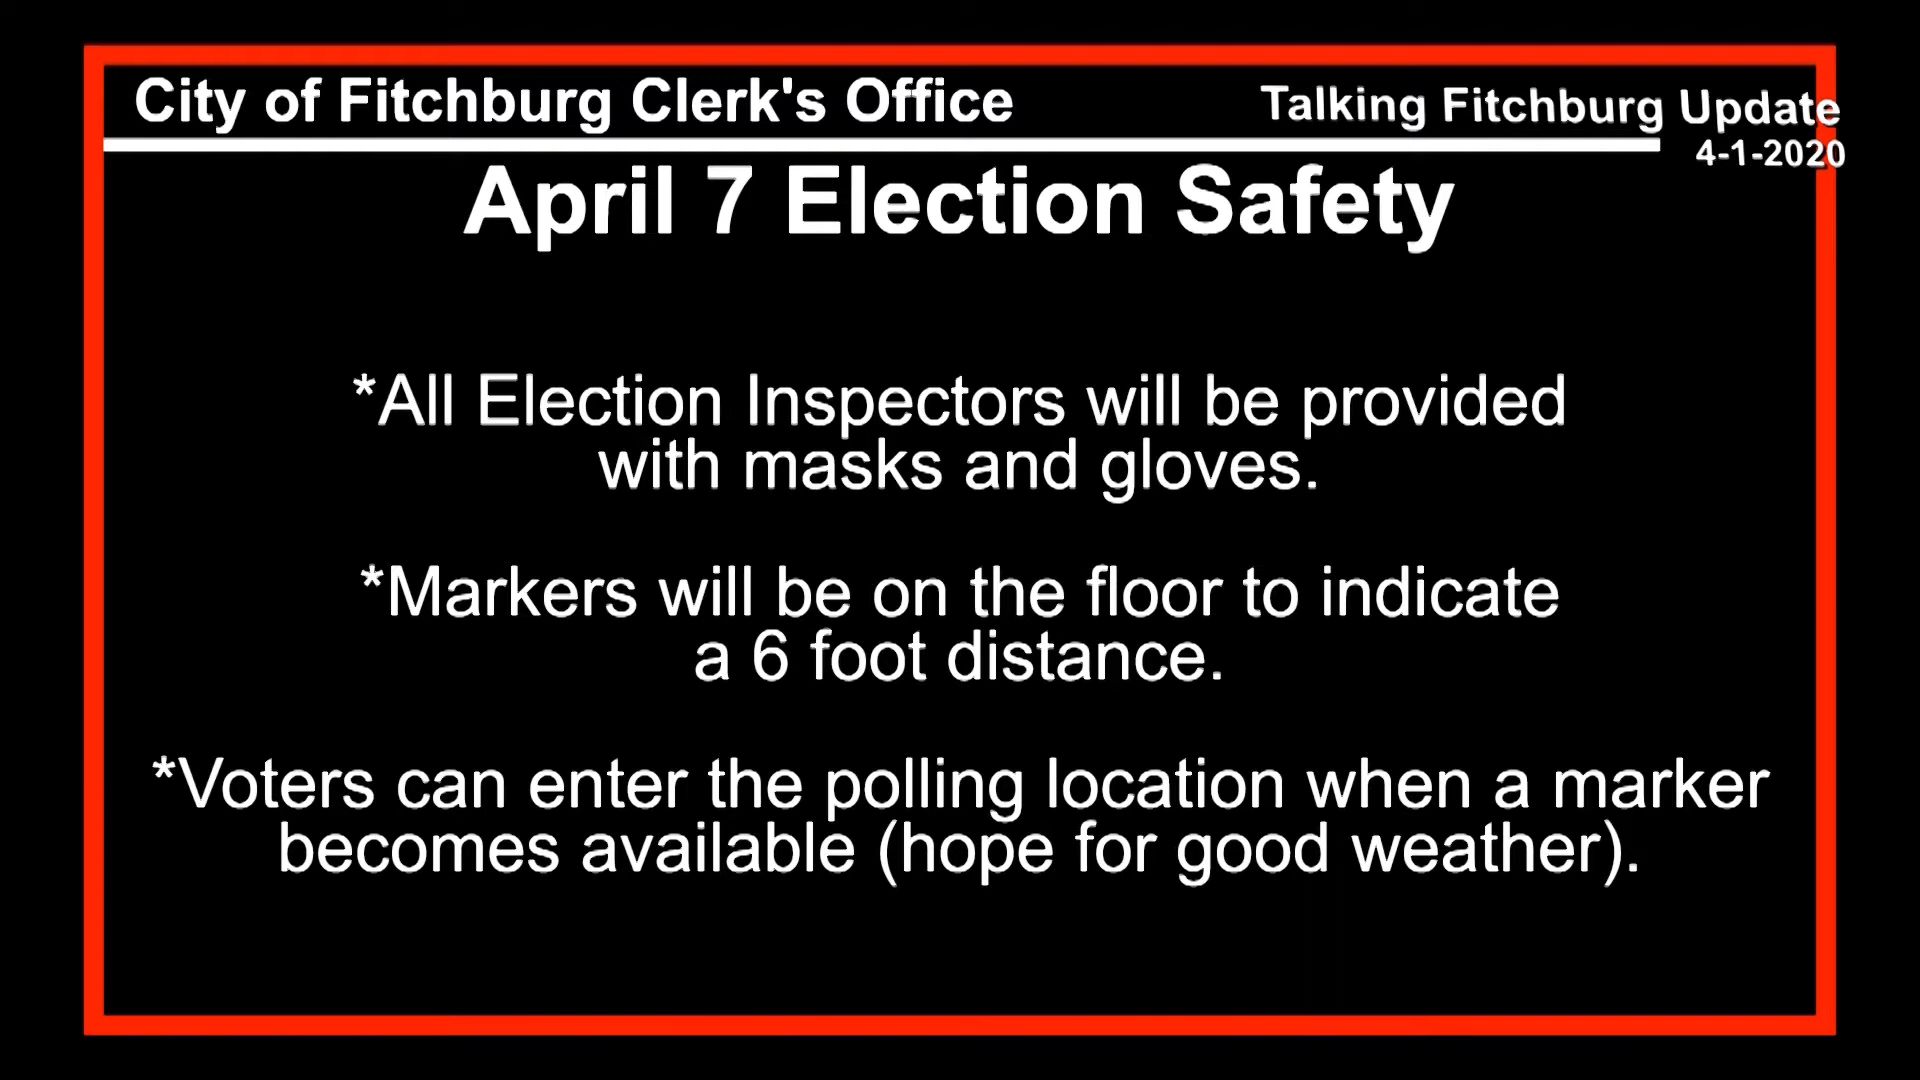 City of Fitchburg Clerk's Office
Talking Fitchburg Update
4-1-2020
April 7 Election Safety
*All Election Inspectors will be provided
with masks and gloves.
*Markers will be on the floor to indicate
a 6 foot distance.
*Voters can enter the polling location when a marker
becomes available (hope for good weather).